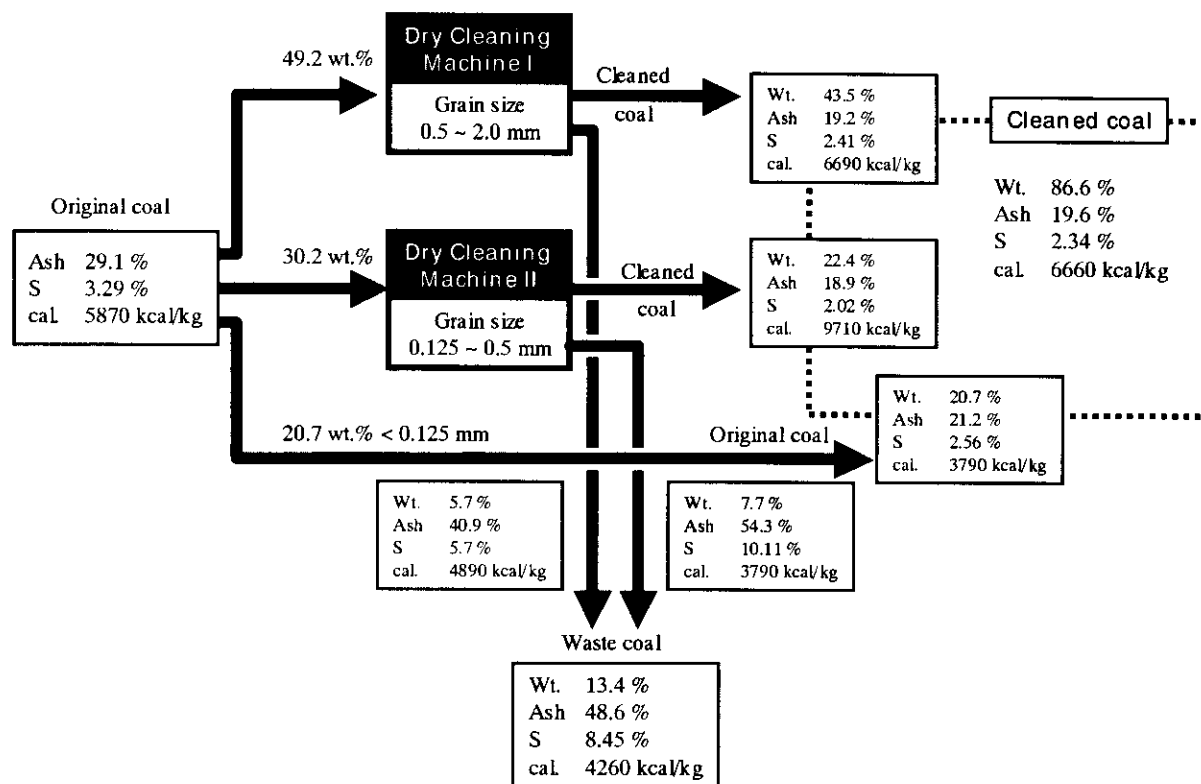 49.2 wt.%
Dry Cleaning
Machine I
Grain size
0.5 ~ 2.0 mm
Cleaned
coal
Wt. 43.5 %
Ash 19.2 %
S 2.41 %
cal. 6690 kcal/kg
Cleaned coal
Wt. 86.6 %
Ash 19.6 %
S 2.34 %
cal. 6660 kcal/kg
Original coal
Ash 29.1 %
S 3.29 %
cal. 5870 kcal/kg
30.2 wt.%
Dry Cleaning
Machine II
Grain size
0.125 ~ 0.5 mm
Cleaned
coal
Wt. 22.4 %
Ash 18.9 %
S 2.02 %
cal. 9710 kcal/kg
20.7 wt.% < 0.125 mm
Original coal
Wt. 20.7 %
Ash 21.2 %
S 2.56 %
cal. 3790 kcal/kg
Wt. 5.7 %
Ash 40.9 %
S 5.7 %
cal. 4890 kcal/kg
Wt. 7.7 %
Ash 54.3 %
S 10.11 %
cal. 3790 kcal/kg
Waste coal
Wt. 13.4 %
Ash 48.6 %
S 8.45 %
cal. 4260 kcal/kg